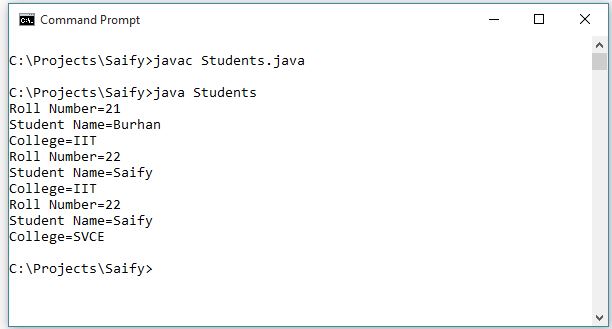 Command Prompt
C:\Projects\Saify>javac Students.java
C:\Projects\Saify>java Students
Roll Number=21
Student Name=Burhan
College=IIT
Roll Number=22
Student Name=Saify
College=IIT
Roll Number=22
Student Name=Saify
College=SVCE
C:\Projects\Saify>